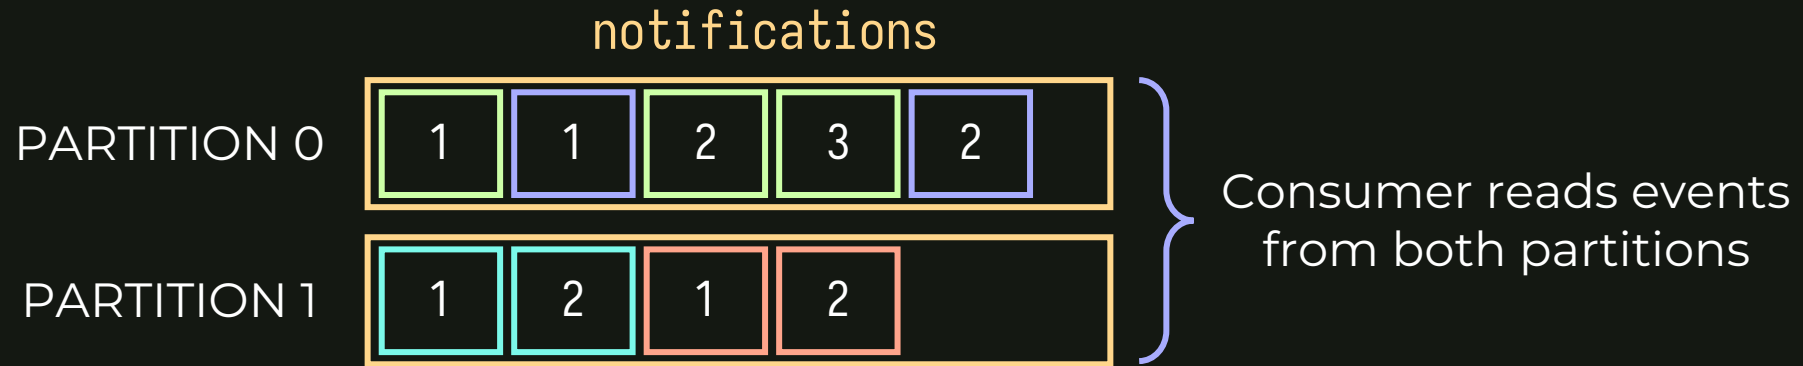 notifications
PARTITION 0
1 1 2 3 2
PARTITION 1
1 2 1 2
Consumer reads events
from both partitions